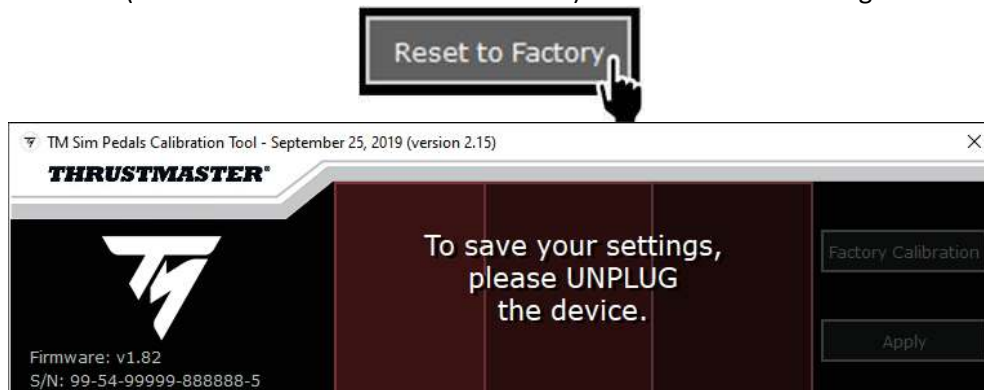 Reset to Factory
TM Sim Pedals Calibration Tool - September 25, 2019 (version 2.15)
THRUSTMASTER®
To save your settings,
please UNPLUG
the device.
Factory Calibration
Apply
Firmware: v1.82
S/N: 99-54-99999-888888-5